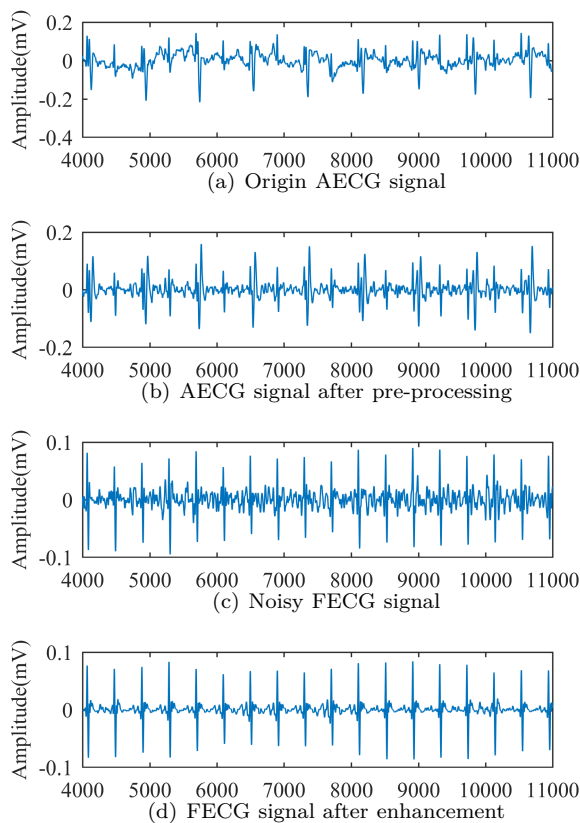 Amplitude(mV)
0.2
0
-0.2
-0.4
4000 5000 6000 7000 8000 9000 10000 11000
(a) Origin AECG signal
Amplitude(mV)
0.2
0
-0.2
4000 5000 6000 7000 8000 9000 10000 11000
(b) AECG signal after pre-processing
Amplitude(mV)
0.1
0
-0.1
4000 5000 6000 7000 8000 9000 10000 11000
(c) Noisy FECG signal
Amplitude(mV)
0.1
0
-0.1
4000 5000 6000 7000 8000 9000 10000 11000
(d) FECG signal after enhancement